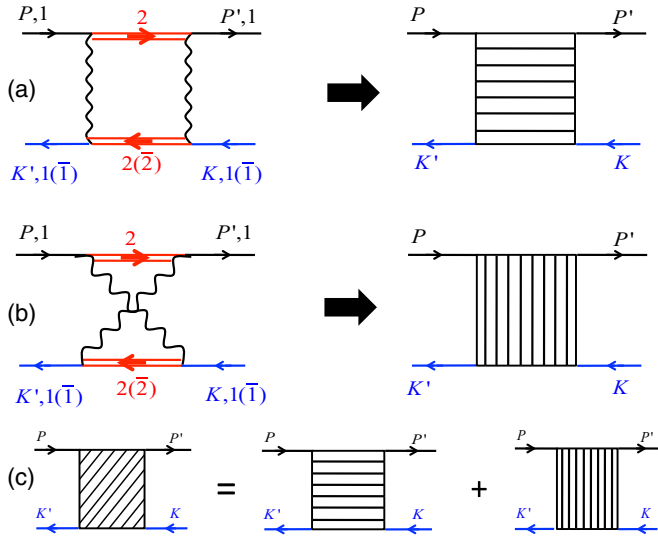 P,1 2 P',1 P P'
(a)
K',1(1̅) 2(2̅) K,1(1̅) K' K
P,1 2 P',1 P P'
(b)
K',1(1̅) 2(2̅) K,1(1̅) K' K
P P' P P' P P'
(c) = +
K' K K' K K' K